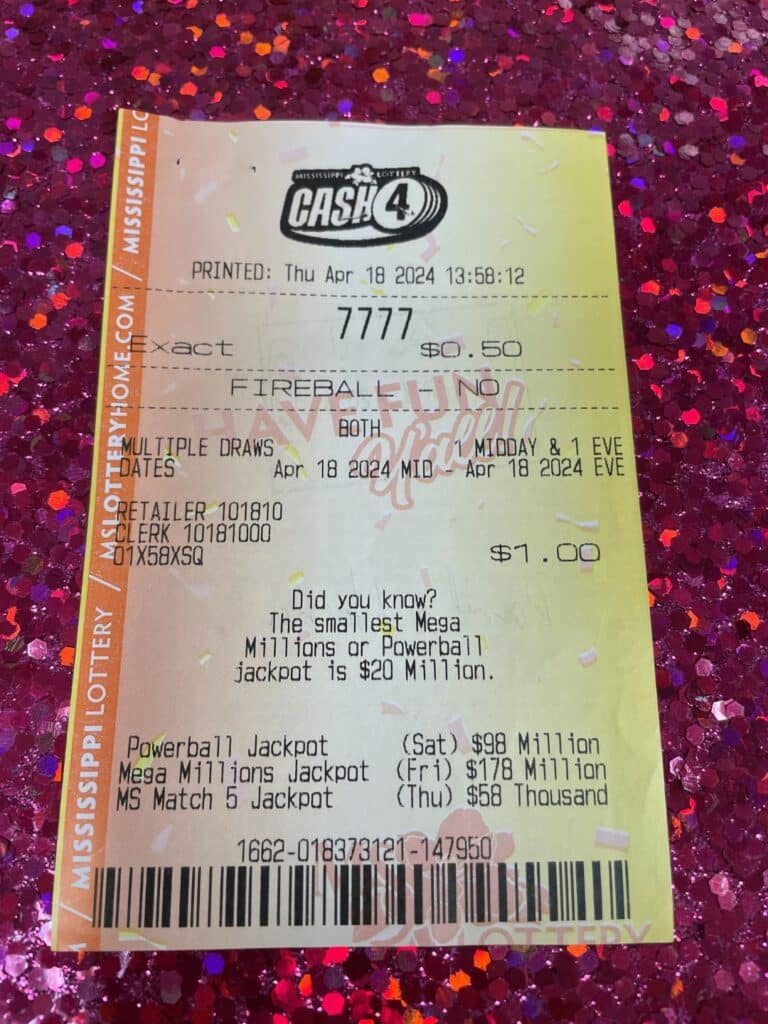 MISSISSIPPI LOTTERY
CASH 4
PRINTED: Thu Apr 18 2024 13:58:12
7777
Exact $0.50
FIREBALL - NO
HAVE FUN
Y'all!
BOTH
MULTIPLE DRAWS 1 MIDDAY & 1 EVE
DATES Apr 18 2024 MID - Apr 18 2024 EVE
RETAILER 101810
CLERK 10181000
01X58XSQ
$1.00
Did you know?
The smallest Mega
Millions or Powerball
jackpot is $20 Million.
Powerball Jackpot (Sat) $98 Million
Mega Millions Jackpot (Fri) $178 Million
MS Match 5 Jackpot (Thu) $58 Thousand
1662-018373121-147950
OTTERY
M / MISSISSIPPI LOTTERY / MSLOTTERYHOME.COM / MISSISSIPPI LO